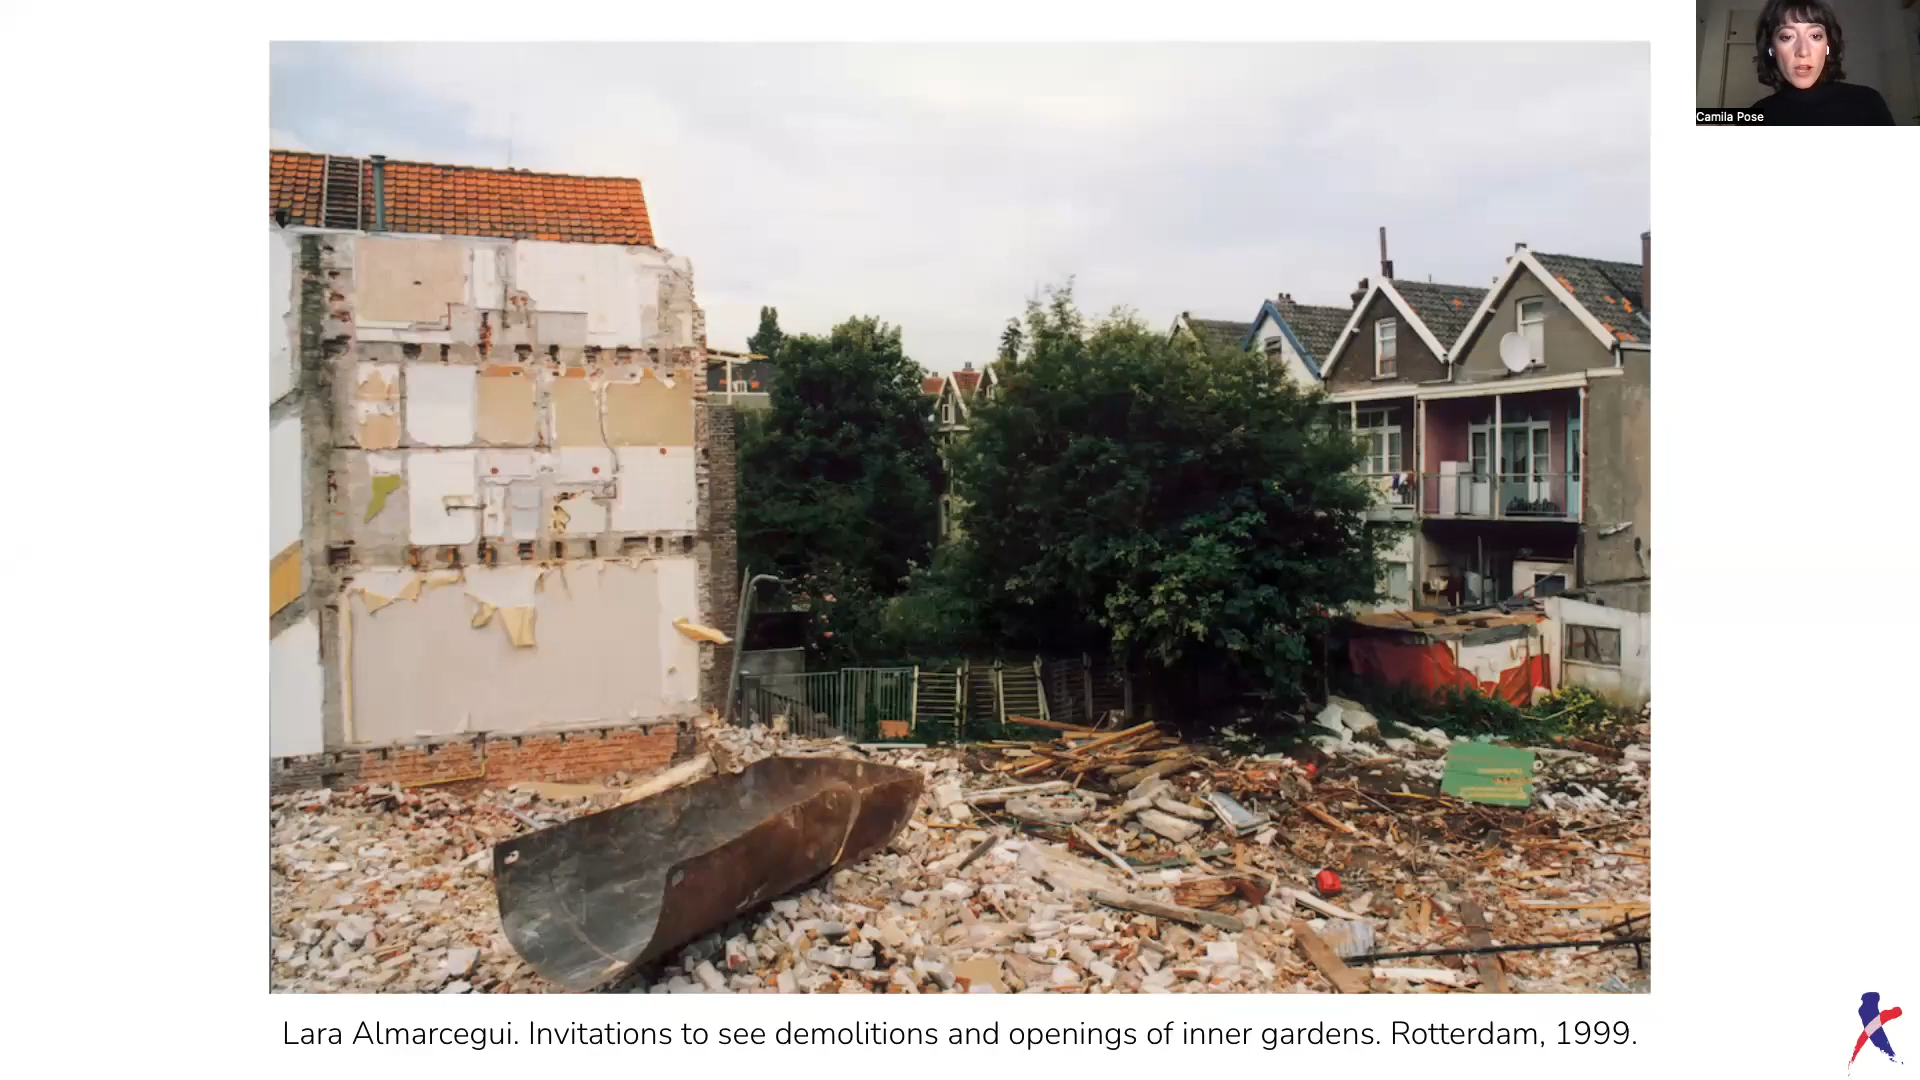 Camila Pose
Lara Almarcegui. Invitations to see demolitions and openings of inner gardens. Rotterdam, 1999.